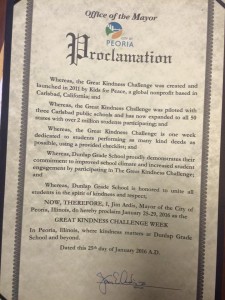 Office of the Mayor
CITY OF
PEORIA
Proclamation
Whereas, the Great Kindness Challenge was created and
launched in 2011 by Kids for Peace, a global nonprofit based in
Carlsbad, California; and
Whereas, the Great Kindness Challenge was piloted with
three Carlsbad public schools and has now expanded to all 50
states with over 2 million students participating; and
Whereas, the Great Kindness Challenge is one week
dedicated to students performing as many kind deeds as
possible, using a provided checklist; and
Whereas, Dunlap Grade School proudly demonstrates their
commitment to improved school climate and increased student
engagement by participating in The Great Kindness Challenge;
and
Whereas, Dunlap Grade School is honored to unite all
students in the spirit of kindness and respect,
NOW, THEREFORE, I, Jim Ardis, Mayor of the City of
Peoria, Illinois, do hereby proclaim January 25-29, 2016 as the
GREAT KINDNESS CHALLENGE WEEK
In Peoria, Illinois, where kindness matters at Dunlap Grade
School and beyond.
Dated this 25th day of January 2016 A.D.